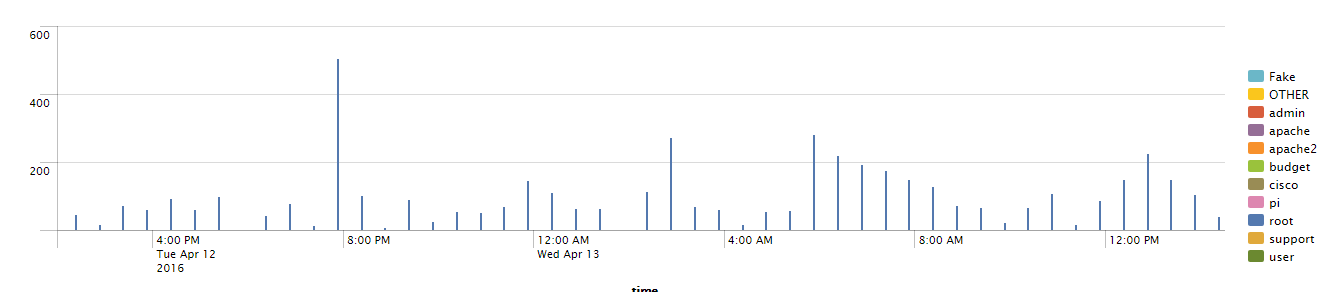 600
400
200
4:00 PM
Tue Apr 12
2016
8:00 PM
12:00 AM
Wed Apr 13
4:00 AM
8:00 AM
12:00 PM
time
Fake
OTHER
admin
apache
apache2
budget
cisco
pi
root
support
user